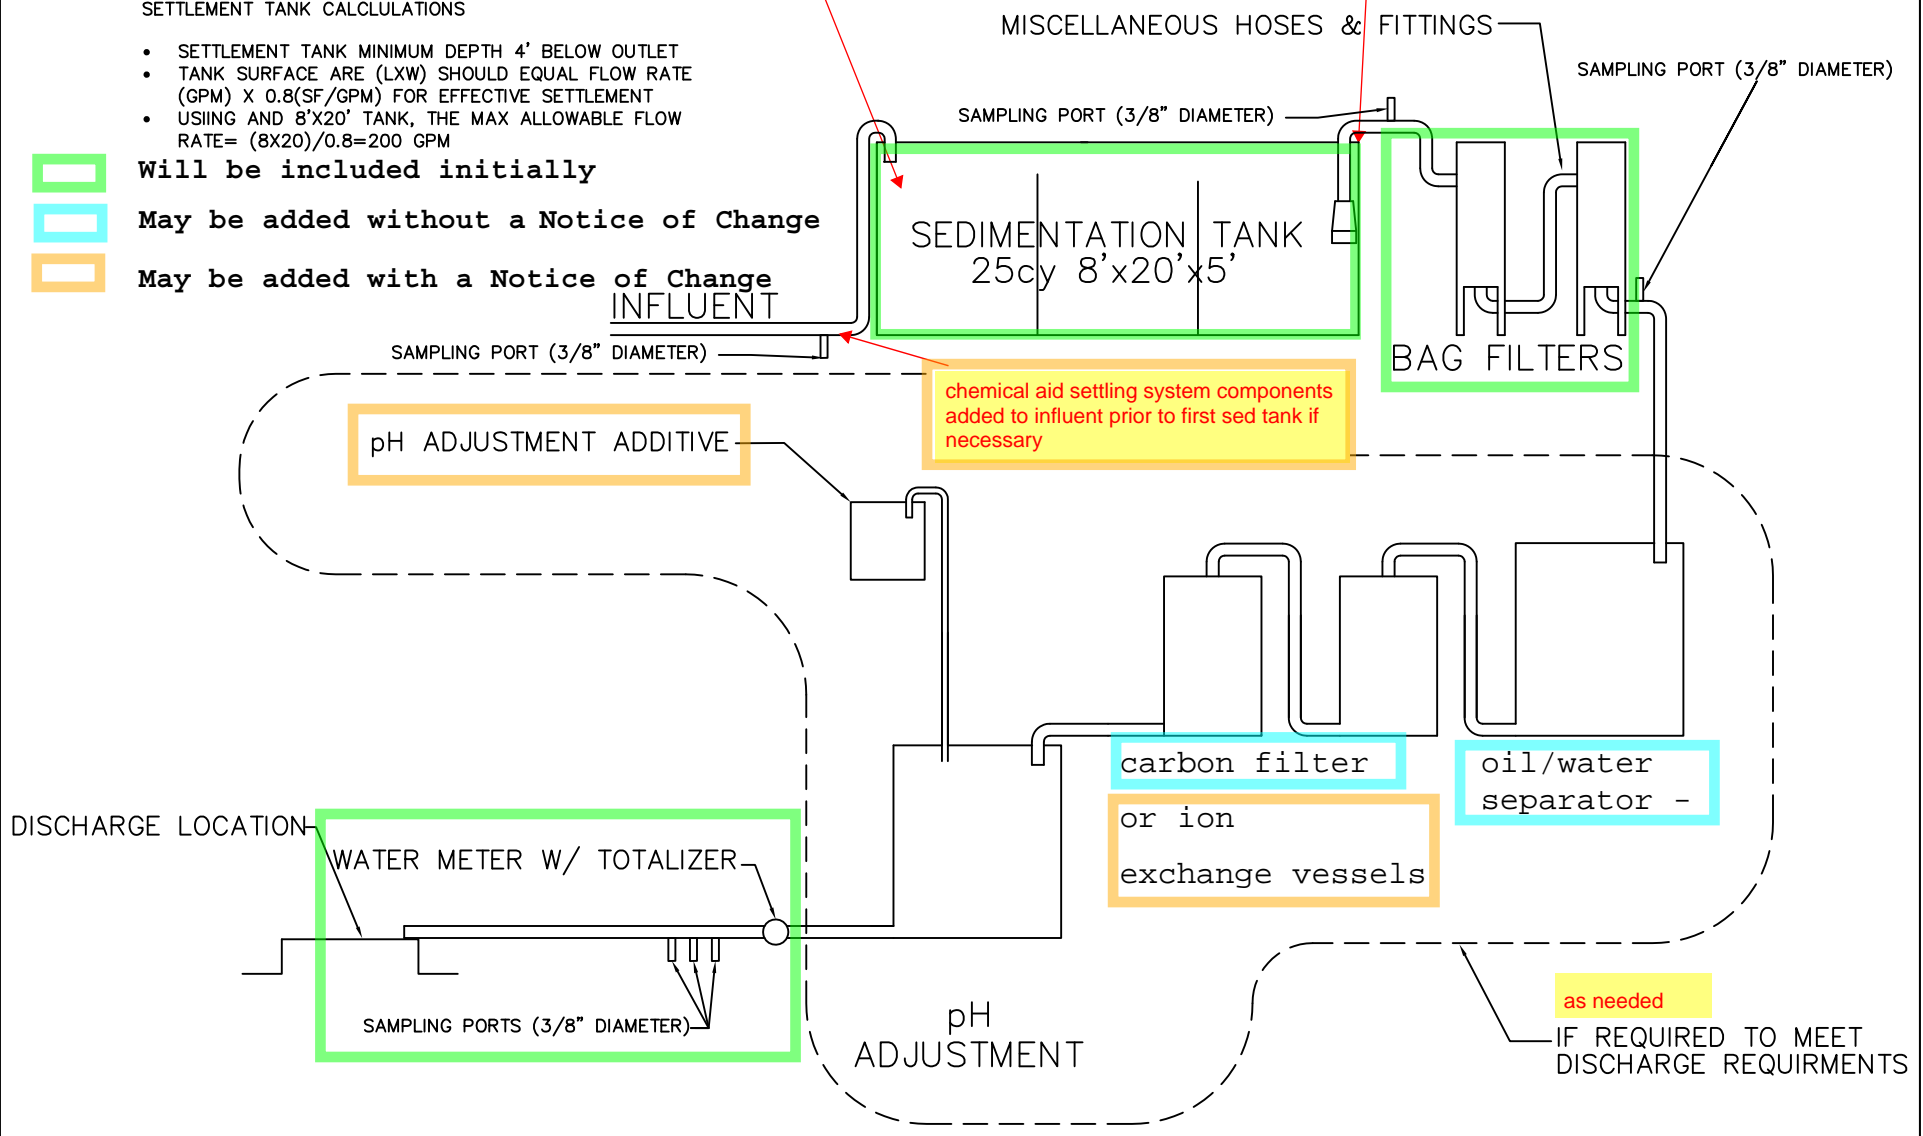 SETTLEMENT TANK CALCLULATIONS
• SETTLEMENT TANK MINIMUM DEPTH 4' BELOW OUTLET
• TANK SURFACE ARE (LXW) SHOULD EQUAL FLOW RATE
(GPM) X 0.8(SF/GPM) FOR EFFECTIVE SETTLEMENT
• USIING AND 8'X20' TANK, THE MAX ALLOWABLE FLOW
RATE= (8X20)/0.8=200 GPM
Will be included initially
May be added without a Notice of Change
May be added with a Notice of Change
MISCELLANEOUS HOSES & FITTINGS
SAMPLING PORT (3/8" DIAMETER)
SAMPLING PORT (3/8" DIAMETER)
SEDIMENTATION TANK
25cy 8'x20'x5'
INFLUENT
SAMPLING PORT (3/8" DIAMETER)
BAG FILTERS
chemical aid settling system components
added to influent prior to first sed tank if
necessary
pH ADJUSTMENT ADDITIVE
carbon filter
or ion
exchange vessels
oil/water
separator -
DISCHARGE LOCATION
WATER METER W/ TOTALIZER
SAMPLING PORTS (3/8" DIAMETER)
pH
ADJUSTMENT
as needed
IF REQUIRED TO MEET
DISCHARGE REQUIRMENTS